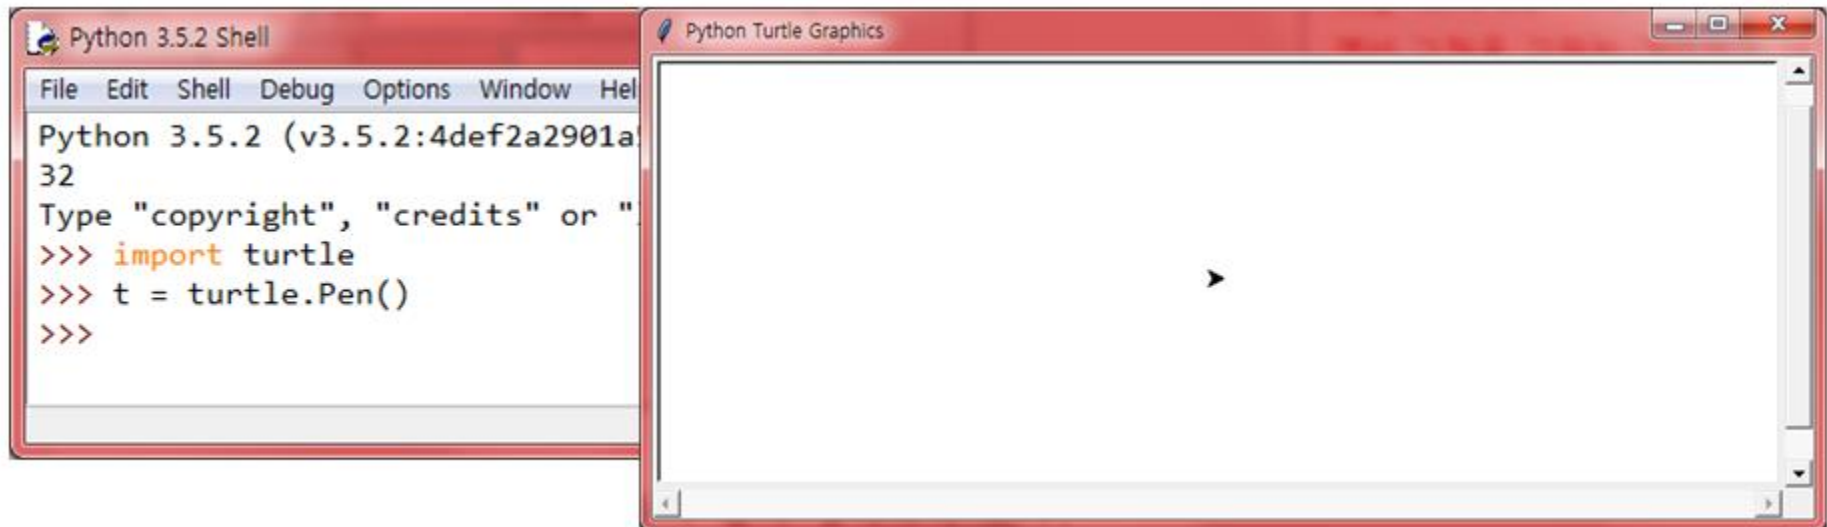 Python 3.5.2 Shell
File Edit Shell Debug Options Window Hel
Python 3.5.2 (v3.5.2:4def2a2901a
32
Type "copyright", "credits" or "
>>> import turtle
>>> t = turtle.Pen()
>>>
Python Turtle Graphics